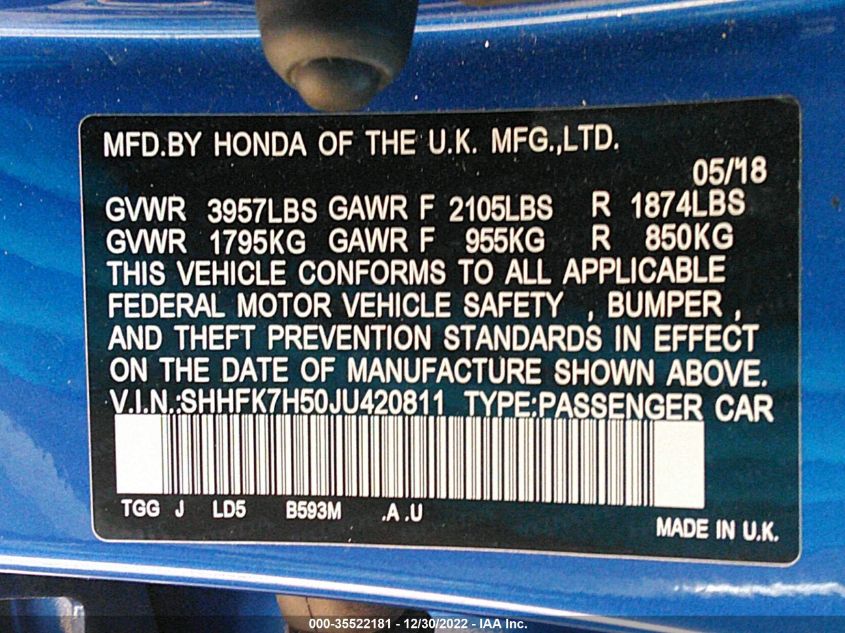 MFD.BY HONDA OF THE U.K. MFG.,LTD.
05/18
GVWR 3957LBS GAWR F 2105LBS R 1874LBS
GVWR 1795KG GAWR F 955KG R 850KG
THIS VEHICLE CONFORMS TO ALL APPLICABLE
FEDERAL MOTOR VEHICLE SAFETY , BUMPER ,
AND THEFT PREVENTION STANDARDS IN EFFECT
ON THE DATE OF MANUFACTURE SHOWN ABOVE.
V.I.N.:SHHFK7H50JU420811 TYPE:PASSENGER CAR
TGG J LD5 B593M .A .U
MADE IN U.K.
000-35522181 - 12/30/2022 - IAA Inc.